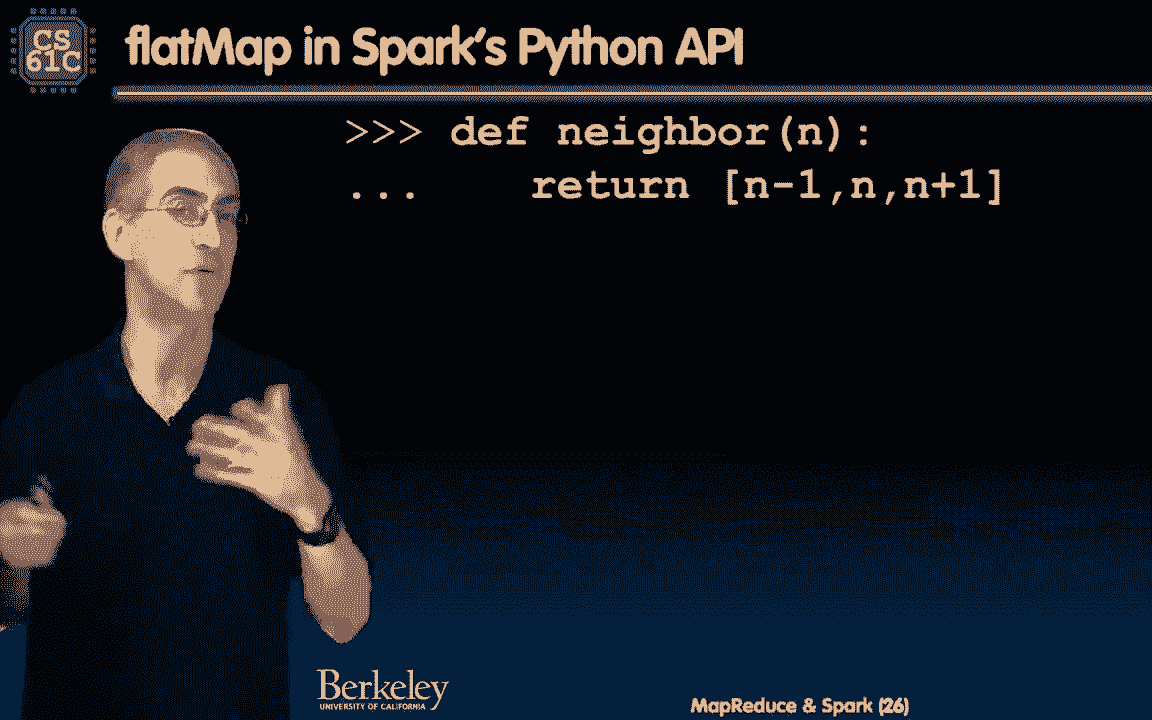 CS
61C
flatMap in Spark's Python API
>>> def neighbor(n):
...     return [n-1,n,n+1]
Berkeley
UNIVERSITY OF CALIFORNIA
MapReduce & Spark (26)